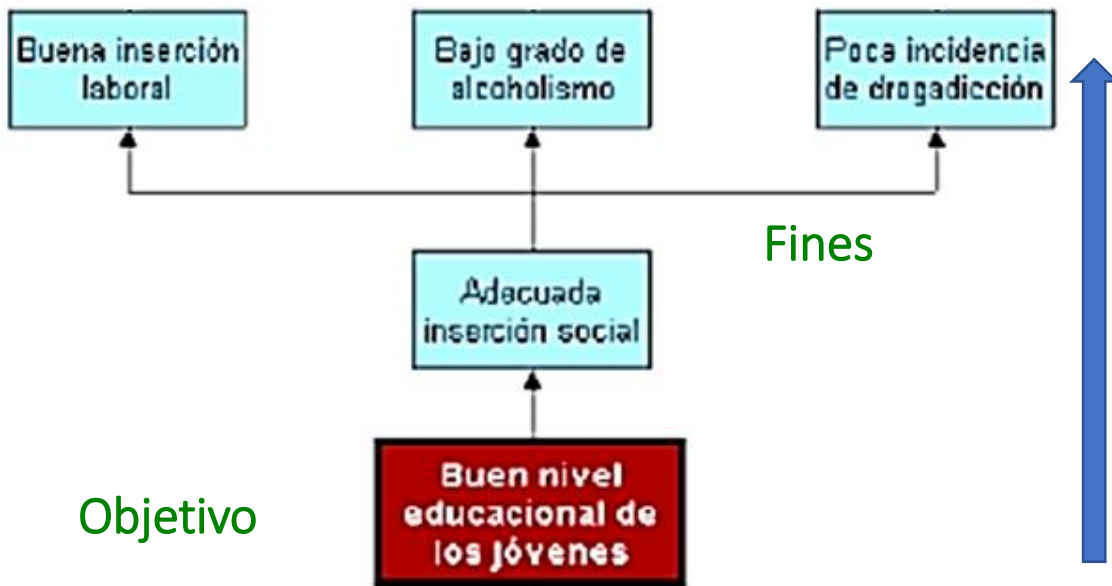 Buena inserción
laboral
Bajo grado de
alcoholismo
Poca incidencia
de drogadicción
Fines
Adecuada
inserción social
Objetivo
Buen nivel
educacional de
los jóvenes